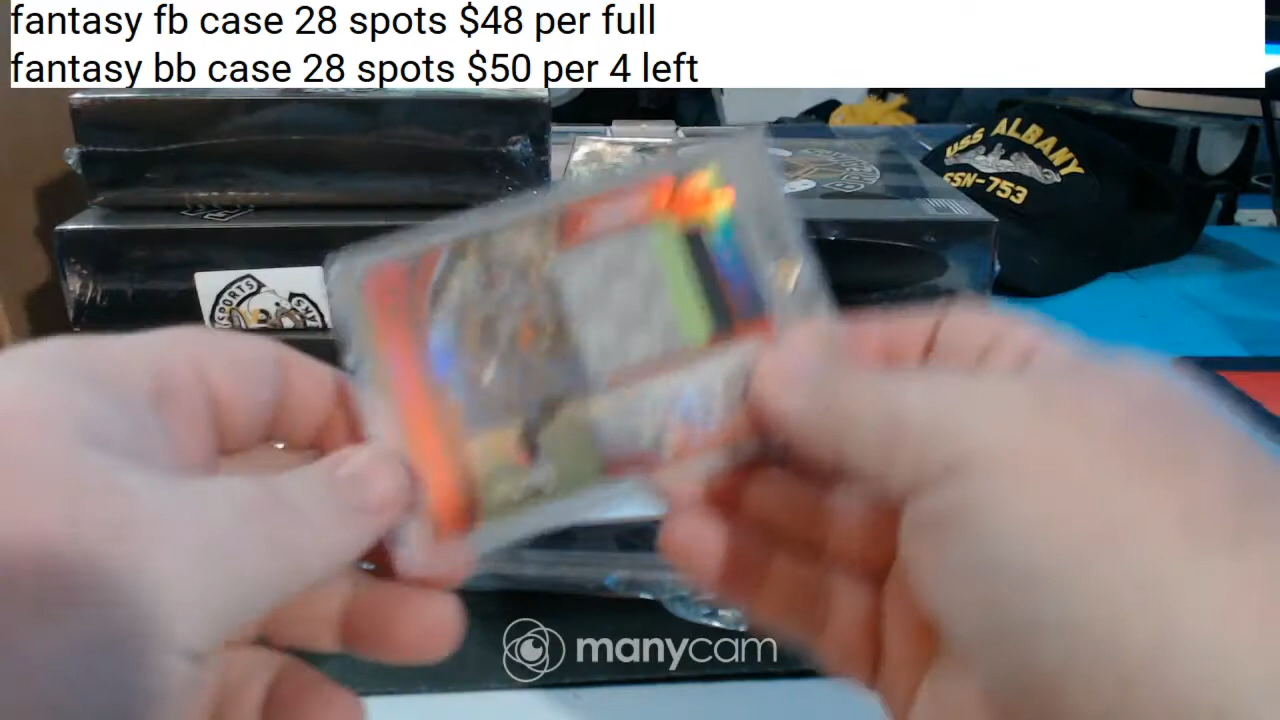 fantasy fb case 28 spots $48 per full
fantasy bb case 28 spots $50 per 4 left
USS ALBANY
SSN-753
SPORTS
manycam